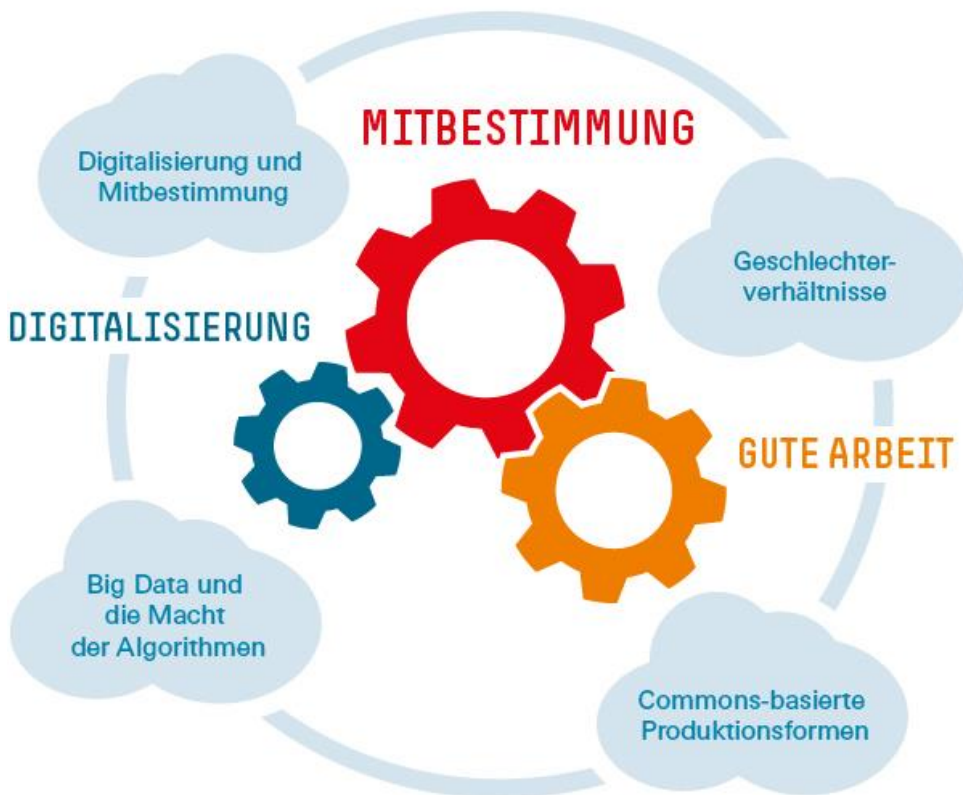 MITBESTIMMUNG
Digitalisierung und
Mitbestimmung
Geschlechter-
verhältnisse
DIGITALISIERUNG
GUTE ARBEIT
Big Data und
die Macht
der Algorithmen
Commons-basierte
Produktionsformen